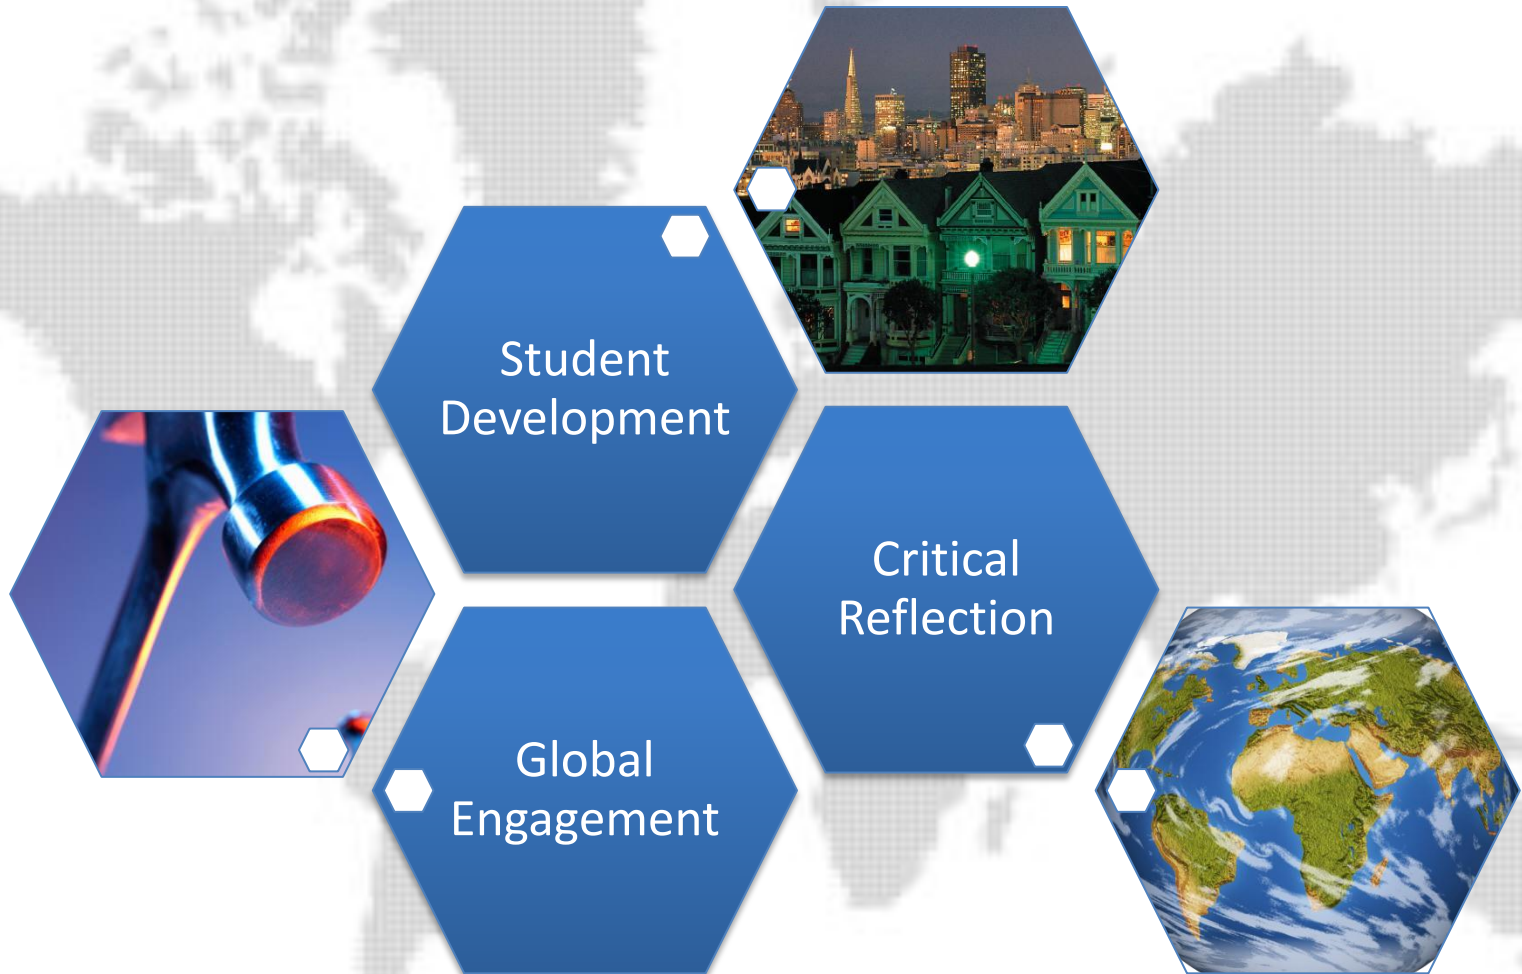 Student
Development
Critical
Reflection
Global
Engagement